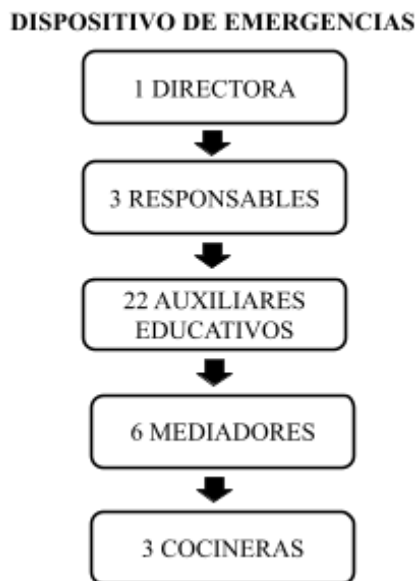 DISPOSITIVO DE EMERGENCIAS
1 DIRECTORA
3 RESPONSABLES
22 AUXILIARES
EDUCATIVOS
6 MEDIADORES
3 COCINERAS